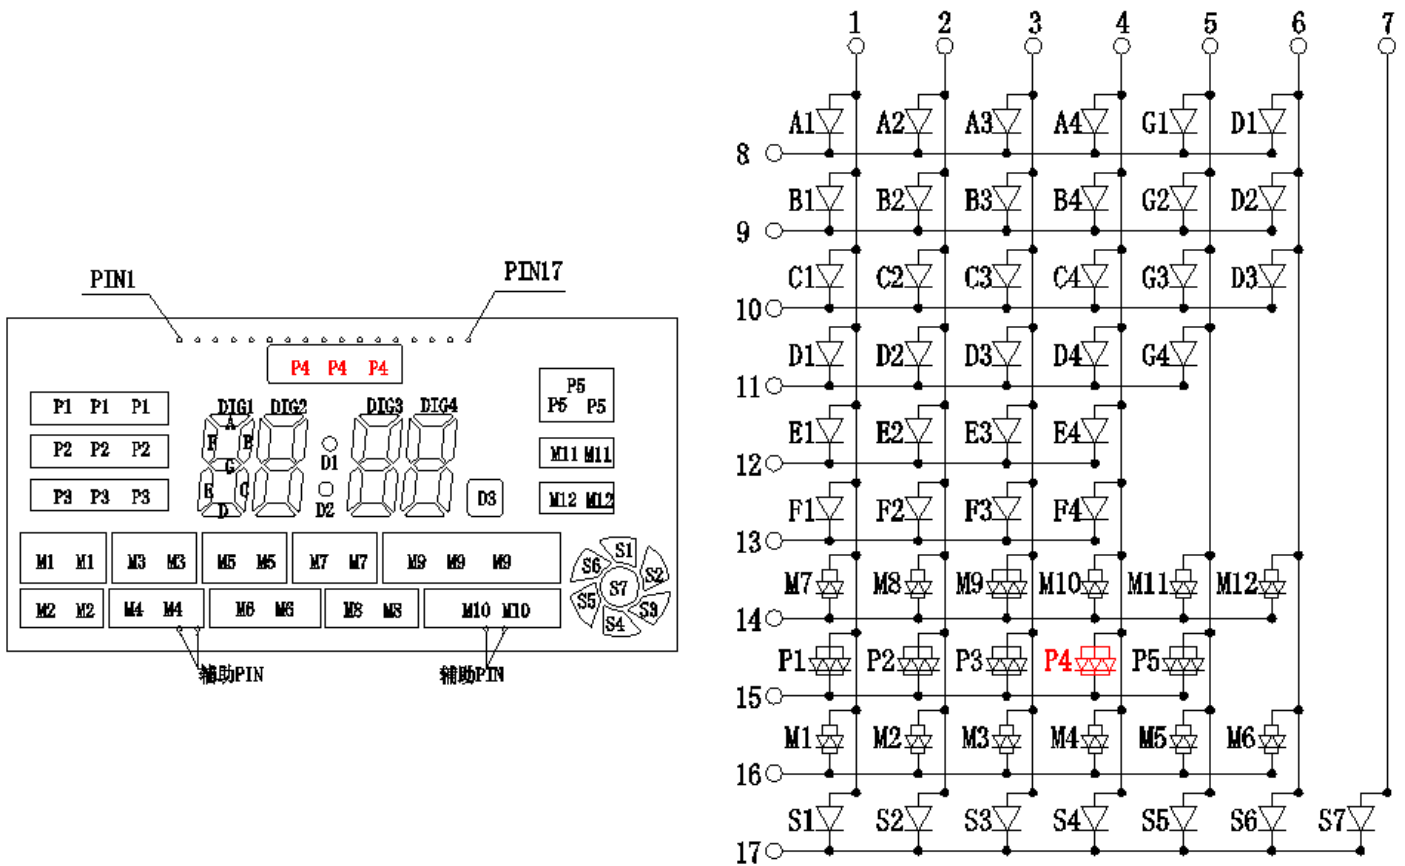 PIN1
PIN17
P4 P4 P4
P1 P1 P1
P2 P2 P2
P3 P3 P3
DIG1 DIG2 DIG3 DIG4
A
F B
G
E C
D
D1
D2
D3
P5
P5 P5
M11 M11
M12 M12
M1 M1 M3 M3 M5 M5 M7 M7 M9 M9 M9
M2 M2 M4 M4 M6 M6 M8 M8 M10 M10
S1
S6 S2
S7
S5 S3
S4
辅助PIN 辅助PIN
1 2 3 4 5 6 7
A1 A2 A3 A4 G1 D1
8
B1 B2 B3 B4 G2 D2
9
C1 C2 C3 C4 G3 D3
10
D1 D2 D3 D4 G4
11
E1 E2 E3 E4
12
F1 F2 F3 F4
13
M7 M8 M9 M10 M11 M12
14
P1 P2 P3 P4 P5
15
M1 M2 M3 M4 M5 M6
16
S1 S2 S3 S4 S5 S6 S7
17